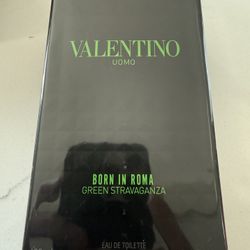 VALENTINO
UOMO
BORN IN ROMA
GREEN STRAVAGANZA
EAU DE TOILETTE